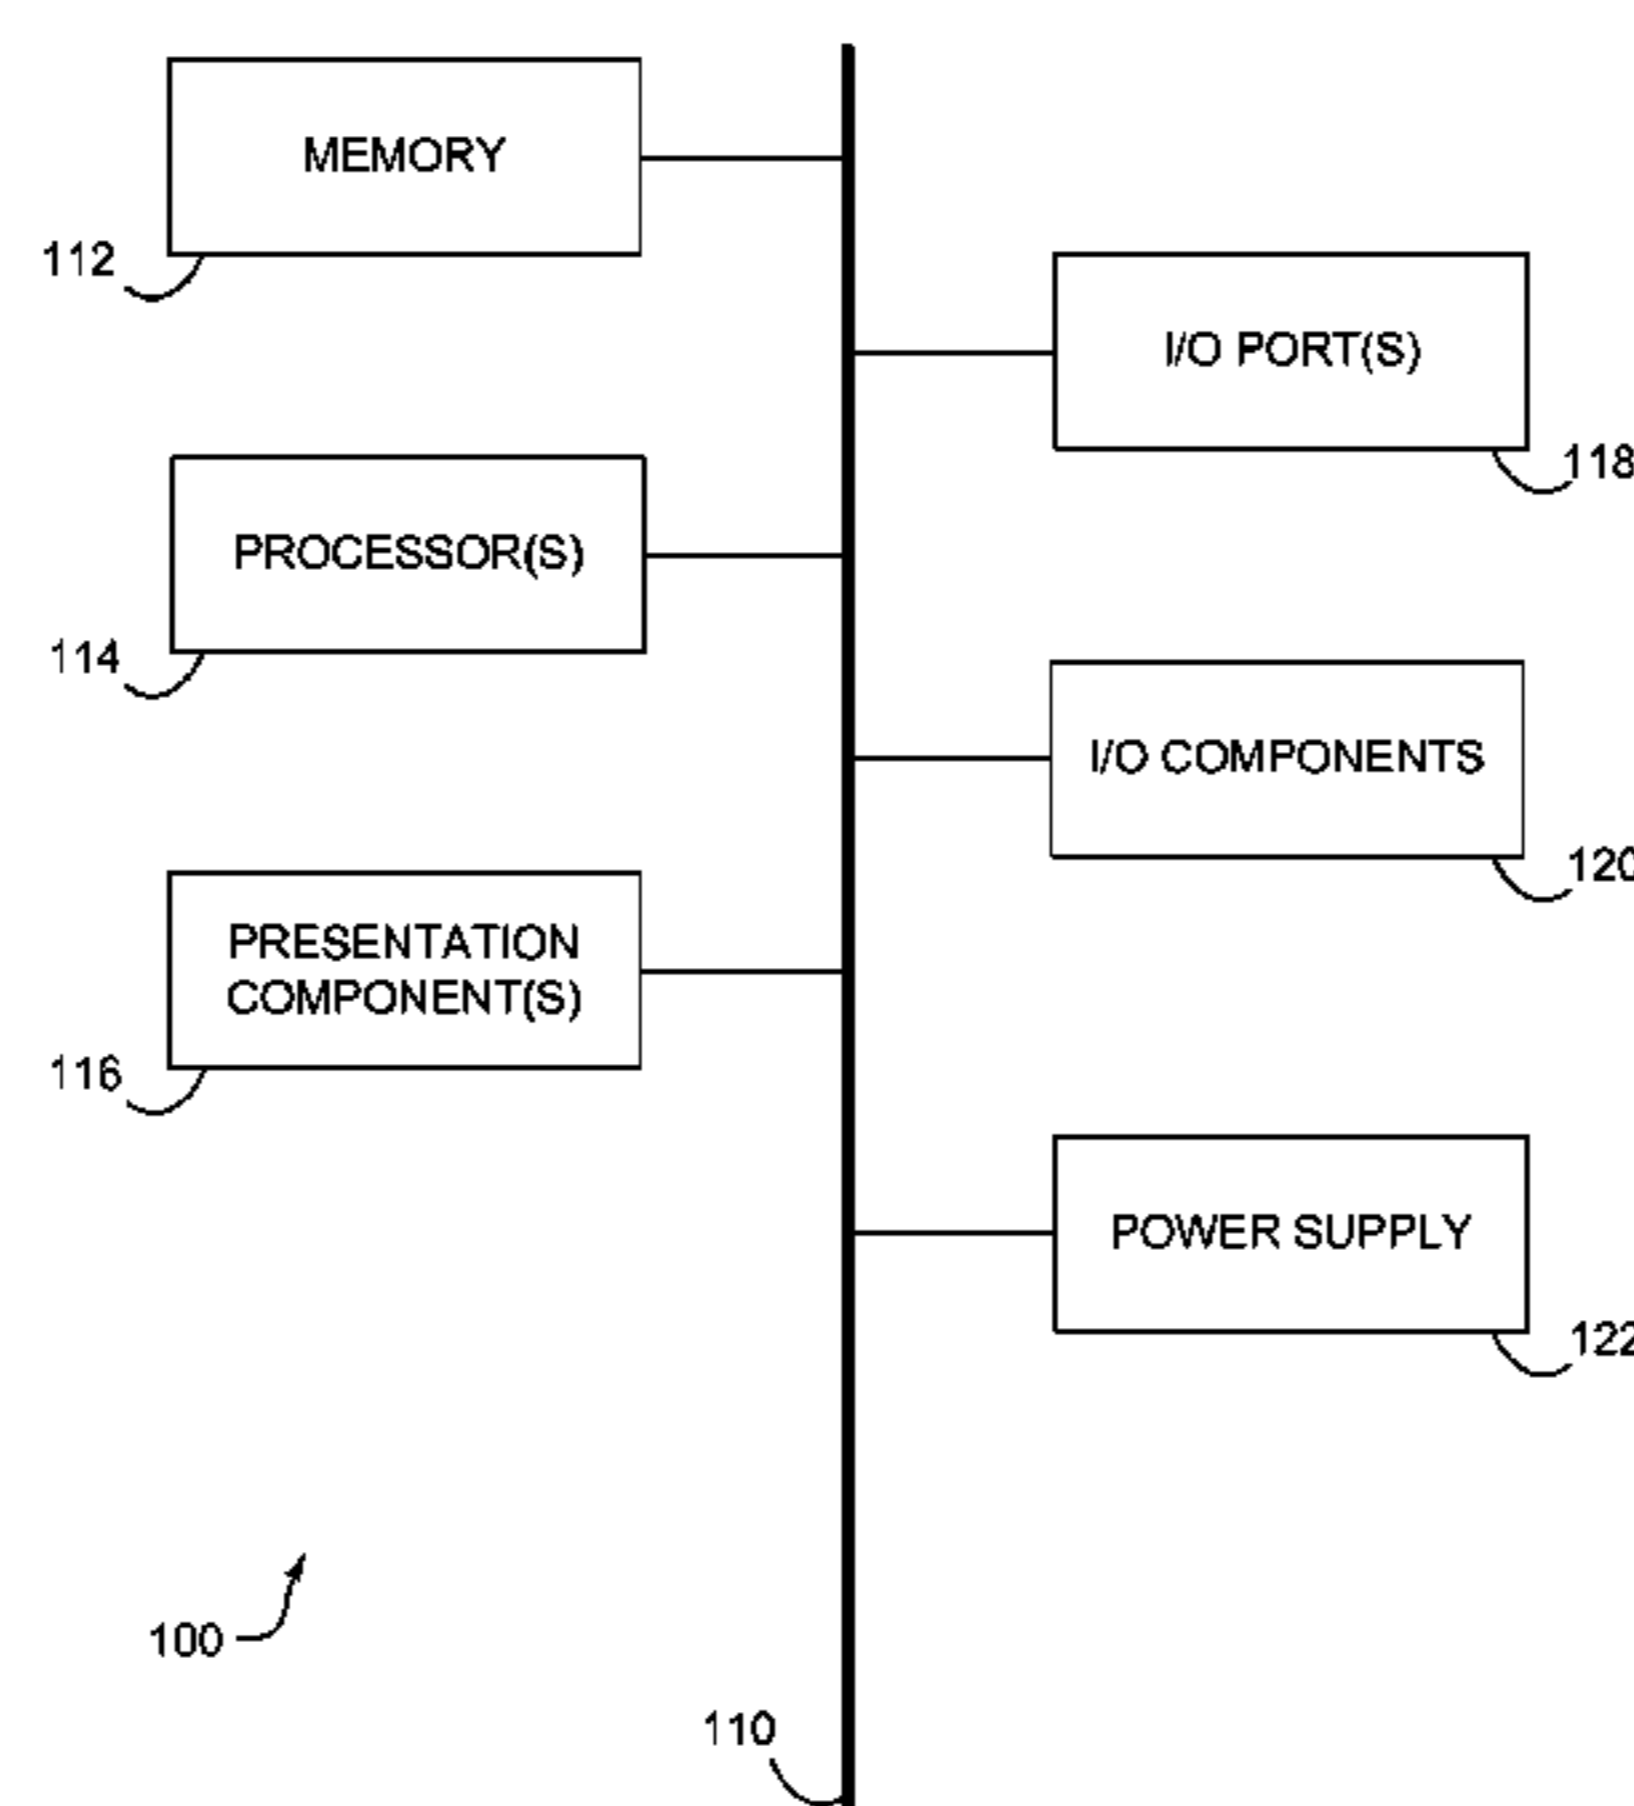 MEMORY
112
I/O PORT(S)
118
PROCESSOR(S)
114
I/O COMPONENTS
120
PRESENTATION
COMPONENT(S)
116
POWER SUPPLY
122
100
110